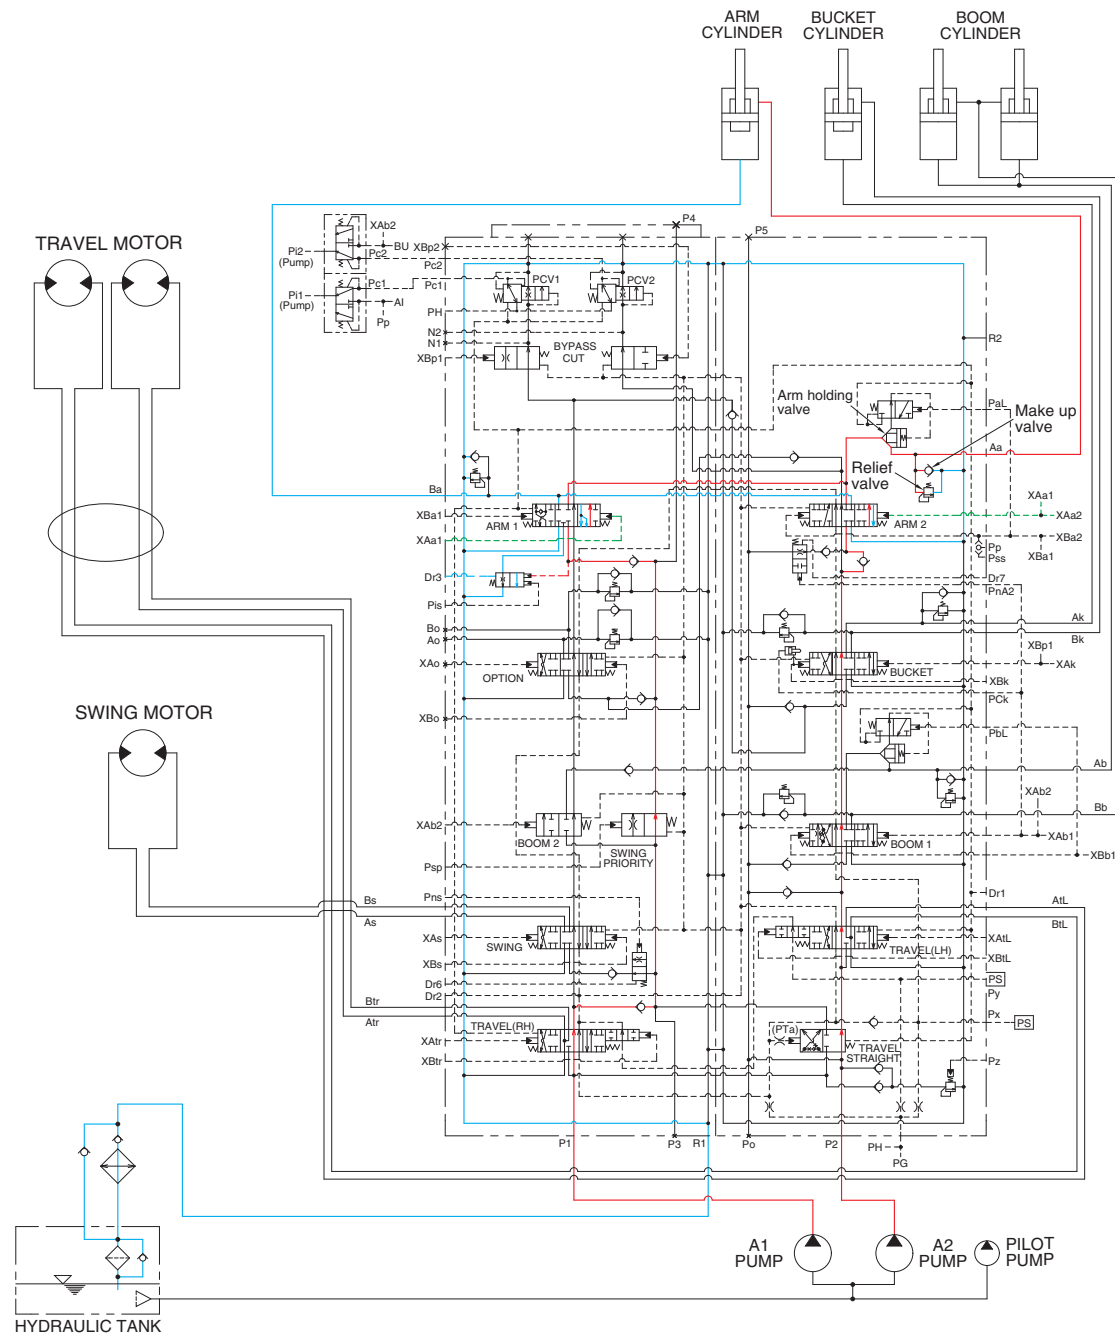 ARM
CYLINDER
BUCKET
CYLINDER
BOOM
CYLINDER
TRAVEL MOTOR
XAb2
BU
XBp2
P4
P5
Pi2
(Pump)
Pc2
Pc2
Pi1
(Pump)
Pc1
Pc1
AI
Pp
PCV1
PCV2
PH
N2
N1
BYPASS
CUT
XBp1
R2
Arm holding
valve
PaL
Make up
valve
Aa
Relief
valve
Ba
XAa1
XBa1
ARM 1
ARM 2
XAa2
XAa1
XBa2
Pp
Pss
XBa1
Dr3
Dr7
Pis
PnA2
Bo
Ao
Ak
Bk
XBp1
XAo
OPTION
BUCKET
XAk
XBk
XBo
PCk
SWING MOTOR
PbL
Ab
XAb2
Bb
XAb2
BOOM 2
SWING
PRIORITY
BOOM 1
XAb1
XBb1
Psp
Pns
Dr1
Bs
As
AtL
BtL
XAs
SWING
TRAVEL(LH)
XAtL
XBs
XBtL
Dr6
PS
Dr2
Py
Btr
Atr
Px
PS
TRAVEL(RH)
(PTa)
XAtr
TRAVEL
STRAIGHT
XBtr
Pz
P1
P3
R1
Po
P2
PH
PG
A1
PUMP
A2
PUMP
PILOT
PUMP
HYDRAULIC TANK